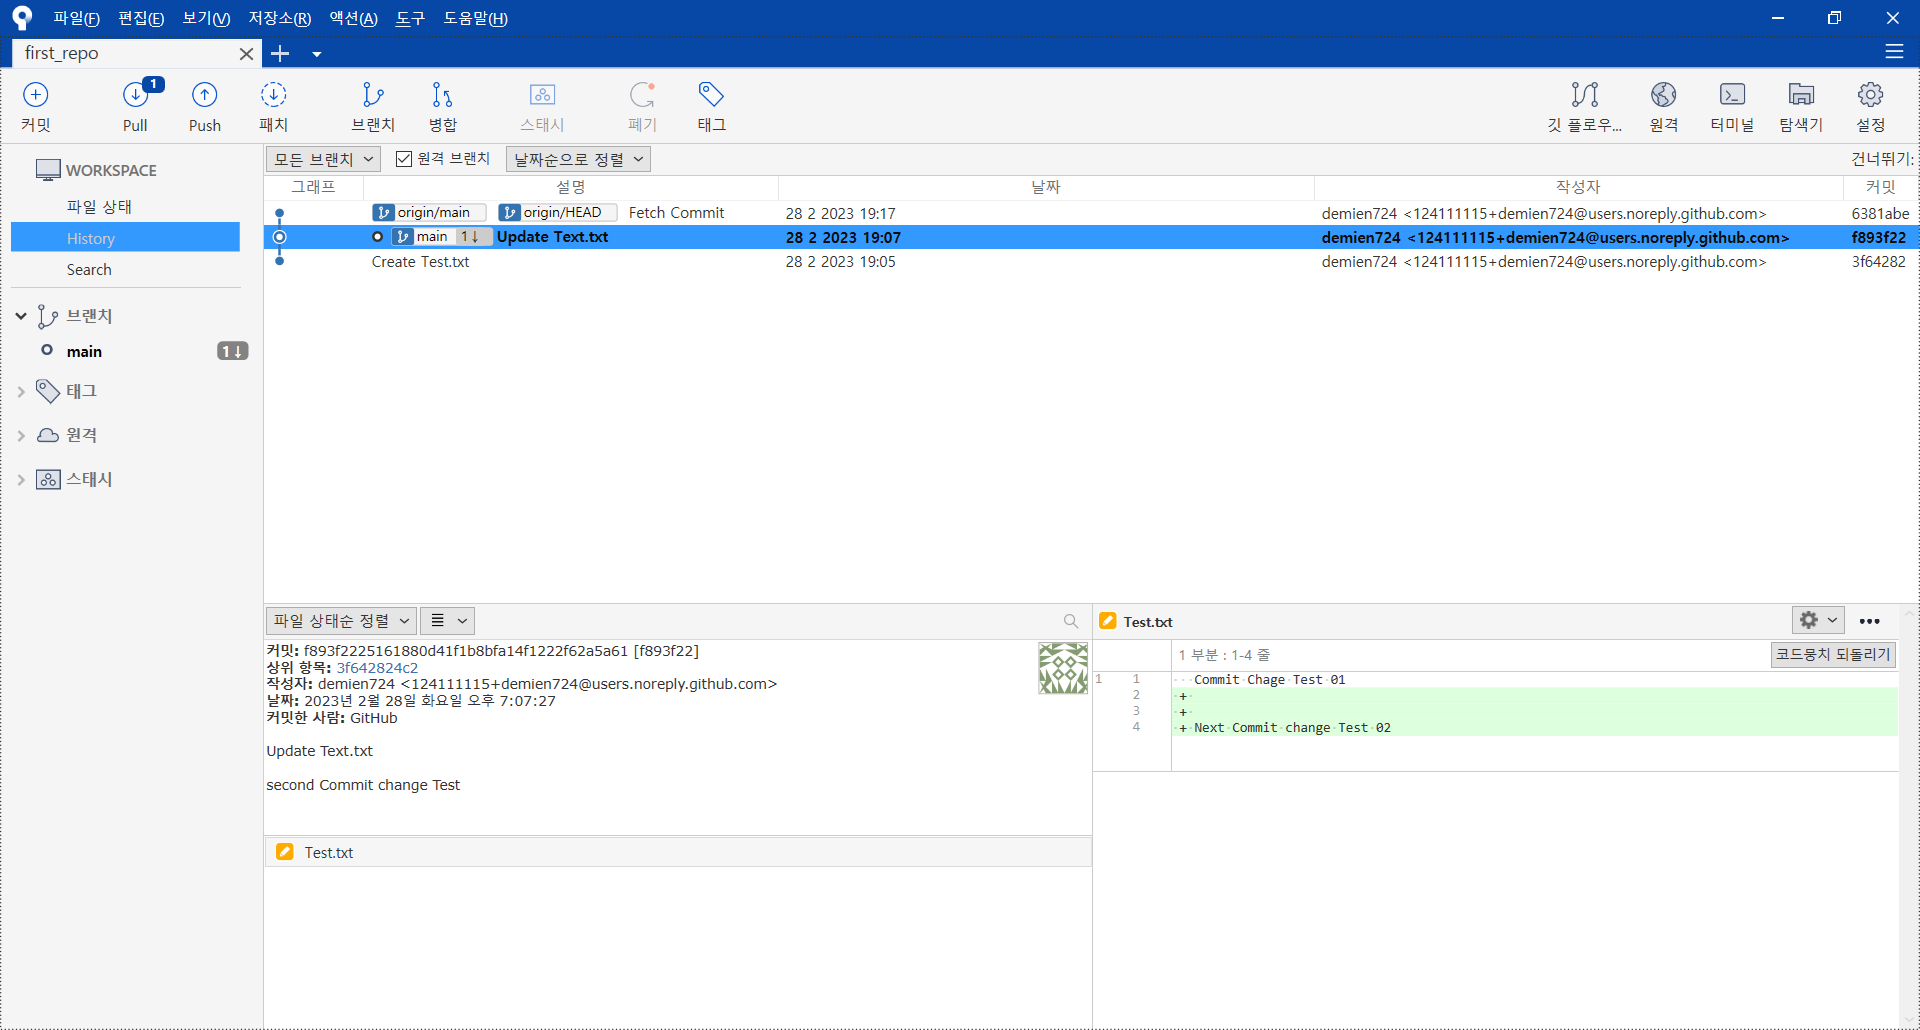 파일(F) 편집(E) 보기(V) 저장소(R) 액션(A) 도구 도움말(H)
first_repo
1
커밋 Pull Push 패치 브랜치 병합 스태시 폐기 태그 깃 플로우... 원격 터미널 탐색기 설정
WORKSPACE
파일 상태
History
Search
브랜치
main 1↓
태그
원격
스태시
모든 브랜치 원격 브랜치 날짜순으로 정렬 건너뛰기:
그래프 설명 날짜 작성자 커밋
origin/main origin/HEAD Fetch Commit 28 2 2023 19:17 demien724 <124111115+demien724@users.noreply.github.com> 6381abe
main 1↓ Update Text.txt 28 2 2023 19:07 demien724 <124111115+demien724@users.noreply.github.com> f893f22
Create Test.txt 28 2 2023 19:05 demien724 <124111115+demien724@users.noreply.github.com> 3f64282
파일 상태순 정렬
커밋: f893f2225161880d41f1b8bfa14f1222f62a5a61 [f893f22]
상위 항목: 3f642824c2
작성자: demien724 <124111115+demien724@users.noreply.github.com>
날짜: 2023년 2월 28일 화요일 오후 7:07:27
커밋한 사람: GitHub
Update Text.txt
second Commit change Test
Test.txt
Test.txt
1 부분 : 1-4 줄 코드뭉치 되돌리기
1 1 Commit Chage Test 01
2 +
3 +
4 + Next Commit change Test 02